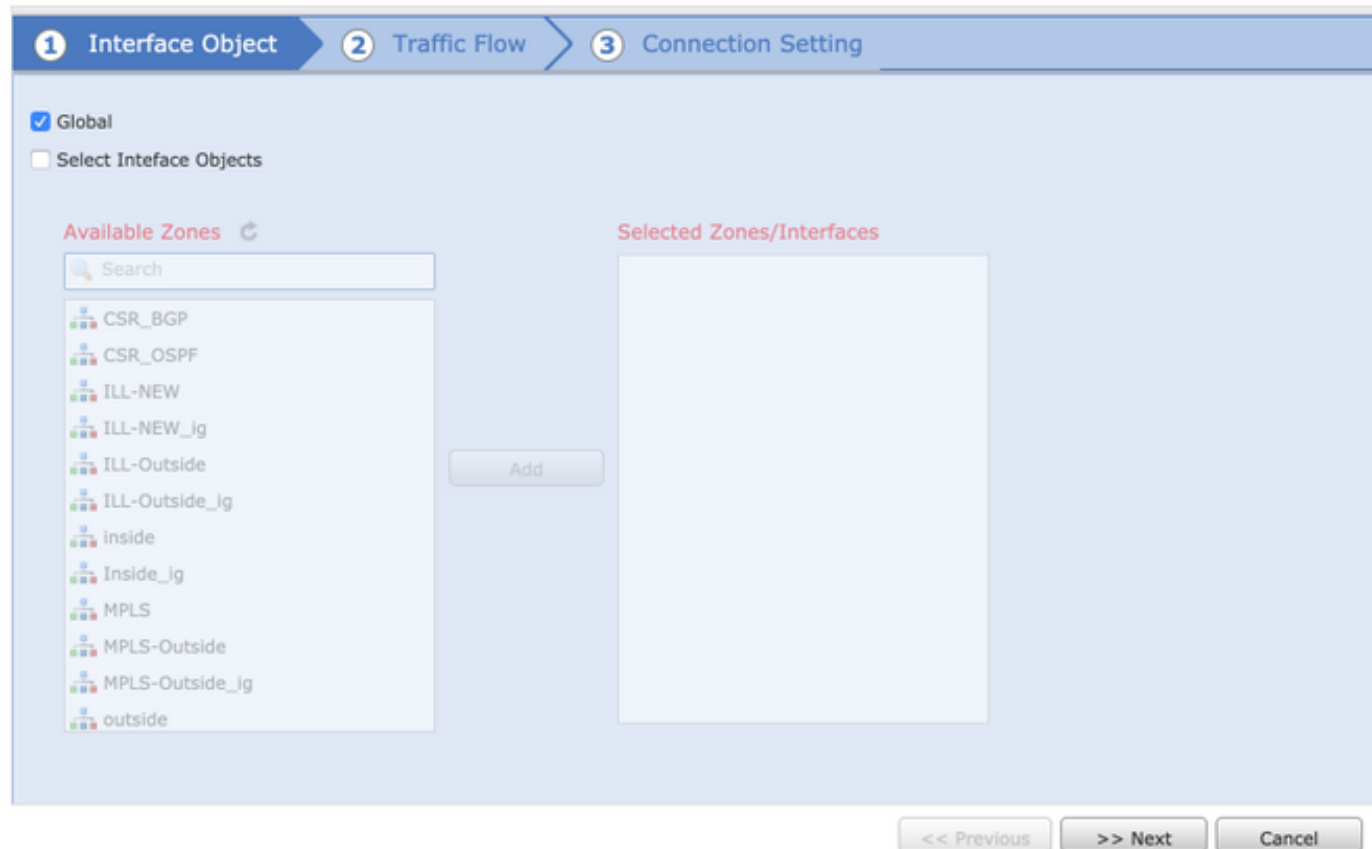 1 Interface Object 2 Traffic Flow 3 Connection Setting
Global
Select Inteface Objects
Available Zones
Selected Zones/Interfaces
Search
CSR_BGP
CSR_OSPF
ILL-NEW
ILL-NEW_ig
ILL-Outside
ILL-Outside_ig
inside
Inside_ig
MPLS
MPLS-Outside
MPLS-Outside_ig
outside
Add
<< Previous
>> Next
Cancel